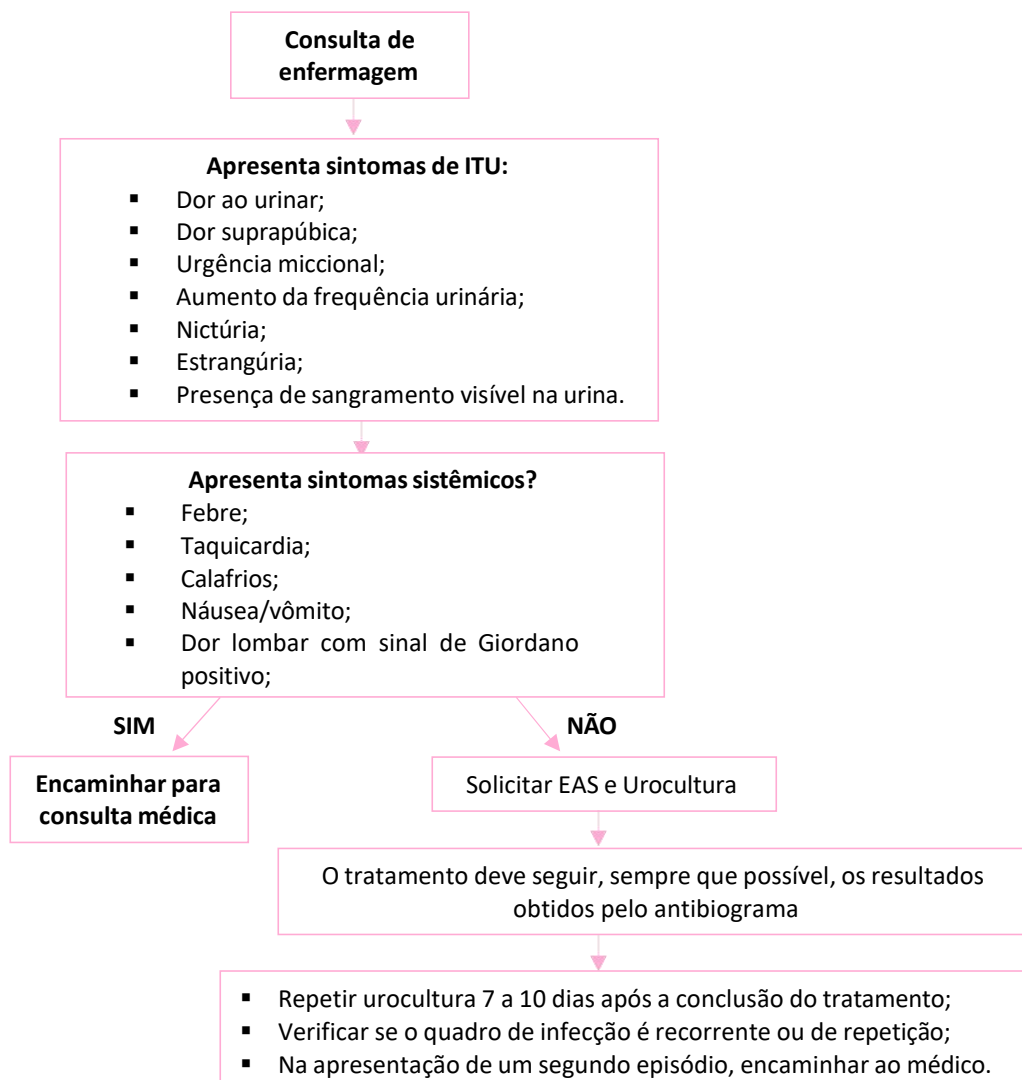 Consulta de
enfermagem
Apresenta sintomas de ITU:
▪ Dor ao urinar;
▪ Dor suprapúbica;
▪ Urgência miccional;
▪ Aumento da frequência urinária;
▪ Nictúria;
▪ Estrangúria;
▪ Presença de sangramento visível na urina.
Apresenta sintomas sistêmicos?
▪ Febre;
▪ Taquicardia;
▪ Calafrios;
▪ Náusea/vômito;
▪ Dor lombar com sinal de Giordano
positivo;
SIM
NÃO
Encaminhar para
consulta médica
Solicitar EAS e Urocultura
O tratamento deve seguir, sempre que possível, os resultados
obtidos pelo antibiograma
▪ Repetir urocultura 7 a 10 dias após a conclusão do tratamento;
▪ Verificar se o quadro de infecção é recorrente ou de repetição;
▪ Na apresentação de um segundo episódio, encaminhar ao médico.